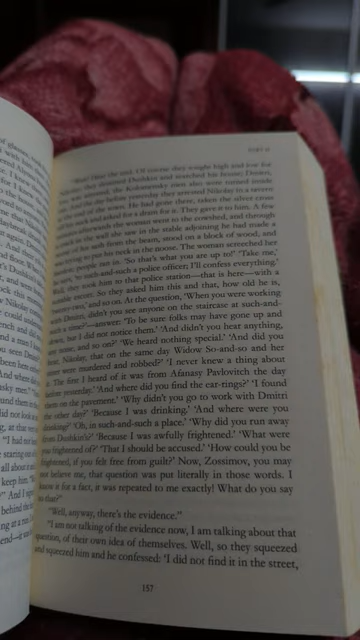 PART II
"Wait! Hear the end. Of course they sought high and low for
Nikolay; they detained Dushkin and searched his house; Dmitri,
too, was arrested; the Kolomensky men also were turned inside
out. And the day before yesterday they arrested Nikolay in a tavern
at the end of the town. He had gone there, taken the silver cross
off his neck and asked for a dram for it. They gave it to him. A few
minutes afterwards the woman went to the cowshed, and through
a crack in the wall she saw in the stable adjoining he had made a
noose of his sash from the beam, stood on a block of wood, and
was trying to put his neck in the noose. The woman screeched her
hardest; people ran in. 'So that's what you are up to!' 'Take me,'
he says, 'to such-and-such a police officer; I'll confess everything.'
Well, they took him to that police station—that is here—with a
suitable escort. So they asked him this and that, how old he is,
'twenty-two,' and so on. At the question, 'When you were working
with Dmitri, didn't you see anyone on the staircase at such-and-
such a time?'—answer: 'To be sure folks may have gone up and
down, but I did not notice them.' 'And didn't you hear anything,
any noise, and so on?' 'We heard nothing special.' 'And did you
hear, Nikolay, that on the same day Widow So-and-so and her
sister were murdered and robbed?' 'I never knew a thing about
it. The first I heard of it was from Afanasy Pavlovitch the day
before yesterday.' 'And where did you find the ear-rings?' 'I found
them on the pavement.' 'Why didn't you go to work with Dmitri
the other day?' 'Because I was drinking.' 'And where were you
drinking?' 'Oh, in such-and-such a place.' 'Why did you run away
from Dushkin's?' 'Because I was awfully frightened.' 'What were
you frightened of?' 'That I should be accused.' 'How could you be
frightened, if you felt free from guilt?' Now, Zossimov, you may
not believe me, that question was put literally in those words. I
know it for a fact, it was repeated to me exactly! What do you say
to that?"
"Well, anyway, there's the evidence."
"I am not talking of the evidence now, I am talking about that
question, of their own idea of themselves. Well, so they squeezed
and squeezed him and he confessed: 'I did not find it in the street,
157